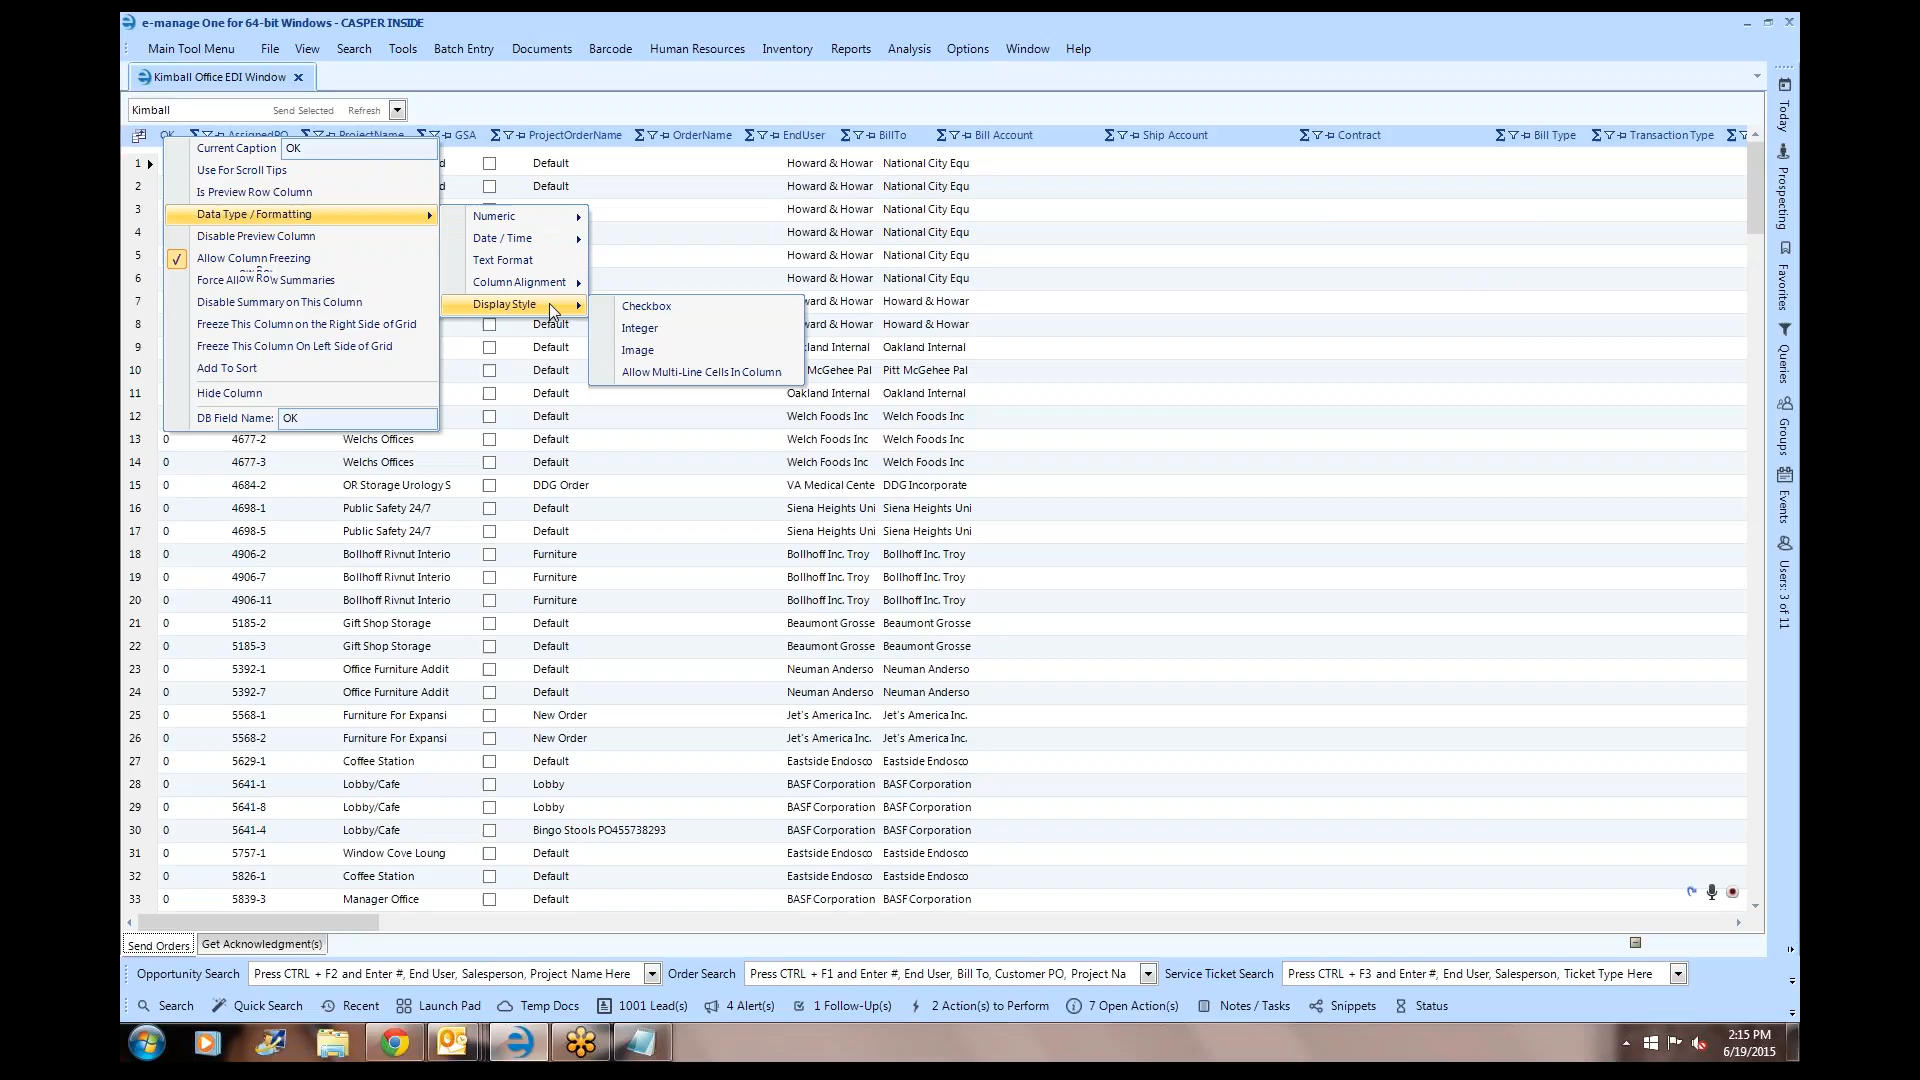 e-manage One for 64-bit Windows - CASPER INSIDE
Main Tool Menu File View Search Tools Batch Entry Documents Barcode Human Resources Inventory Reports Analysis Options Window Help
Kimball Office EDI Window
Kimball Send Selected Refresh
OK AssignedPO ProjectName GSA ProjectOrderName OrderName EndUser BillTo Bill Account Ship Account Contract Bill Type Transaction Type
Current Caption OK
Use For Scroll Tips
Is Preview Row Column
Data Type / Formatting
Disable Preview Column
Allow Column Freezing
Force Allow Row Summaries
Disable Summary on This Column
Freeze This Column on the Right Side of Grid
Freeze This Column On Left Side of Grid
Add To Sort
Hide Column
DB Field Name: OK
Numeric
Date / Time
Text Format
Column Alignment
Display Style
Checkbox
Integer
Image
Allow Multi-Line Cells In Column
1 d Default Howard & Howar National City Equ
2 d Default Howard & Howar National City Equ
3 Howard & Howar National City Equ
4 Howard & Howar National City Equ
5 Howard & Howar National City Equ
6 Howard & Howar National City Equ
7 ward & Howar Howard & Howar
8 Default ward & Howar Howard & Howar
9 Default land Internal Oakland Internal
10 Default McGehee Pal Pitt McGehee Pal
11 Default Oakland Internal Oakland Internal
12 Default Welch Foods Inc Welch Foods Inc
13 0 4677-2 Welchs Offices Default Welch Foods Inc Welch Foods Inc
14 0 4677-3 Welchs Offices Default Welch Foods Inc Welch Foods Inc
15 0 4684-2 OR Storage Urology S DDG Order VA Medical Cente DDG Incorporate
16 0 4698-1 Public Safety 24/7 Default Siena Heights Uni Siena Heights Uni
17 0 4698-5 Public Safety 24/7 Default Siena Heights Uni Siena Heights Uni
18 0 4906-2 Bollhoff Rivnut Interio Furniture Bollhoff Inc. Troy Bollhoff Inc. Troy
19 0 4906-7 Bollhoff Rivnut Interio Furniture Bollhoff Inc. Troy Bollhoff Inc. Troy
20 0 4906-11 Bollhoff Rivnut Interio Furniture Bollhoff Inc. Troy Bollhoff Inc. Troy
21 0 5185-2 Gift Shop Storage Default Beaumont Grosse Beaumont Grosse
22 0 5185-3 Gift Shop Storage Default Beaumont Grosse Beaumont Grosse
23 0 5392-1 Office Furniture Addit Default Neuman Anderso Neuman Anderso
24 0 5392-7 Office Furniture Addit Default Neuman Anderso Neuman Anderso
25 0 5568-1 Furniture For Expansi New Order Jet's America Inc. Jet's America Inc.
26 0 5568-2 Furniture For Expansi New Order Jet's America Inc. Jet's America Inc.
27 0 5629-1 Coffee Station Default Eastside Endosco Eastside Endosco
28 0 5641-1 Lobby/Cafe Lobby BASF Corporation BASF Corporation
29 0 5641-8 Lobby/Cafe Lobby BASF Corporation BASF Corporation
30 0 5641-4 Lobby/Cafe Bingo Stools PO455738293 BASF Corporation BASF Corporation
31 0 5757-1 Window Cove Loung Default Eastside Endosco Eastside Endosco
32 0 5826-1 Coffee Station Default Eastside Endosco Eastside Endosco
33 0 5839-3 Manager Office Default BASF Corporation BASF Corporation
Today
Prospecting
Favorites
Queries
Groups
Events
Users: 3 of 11
Send Orders Get Acknowledgment(s)
Opportunity Search Press CTRL + F2 and Enter #, End User, Salesperson, Project Name Here Order Search Press CTRL + F1 and Enter #, End User, Bill To, Customer PO, Project Na Service Ticket Search Press CTRL + F3 and Enter #, End User, Salesperson, Ticket Type Here
Search Quick Search Recent Launch Pad Temp Docs 1001 Lead(s) 4 Alert(s) 1 Follow-Up(s) 2 Action(s) to Perform 7 Open Action(s) Notes / Tasks Snippets Status
2:15 PM
6/19/2015